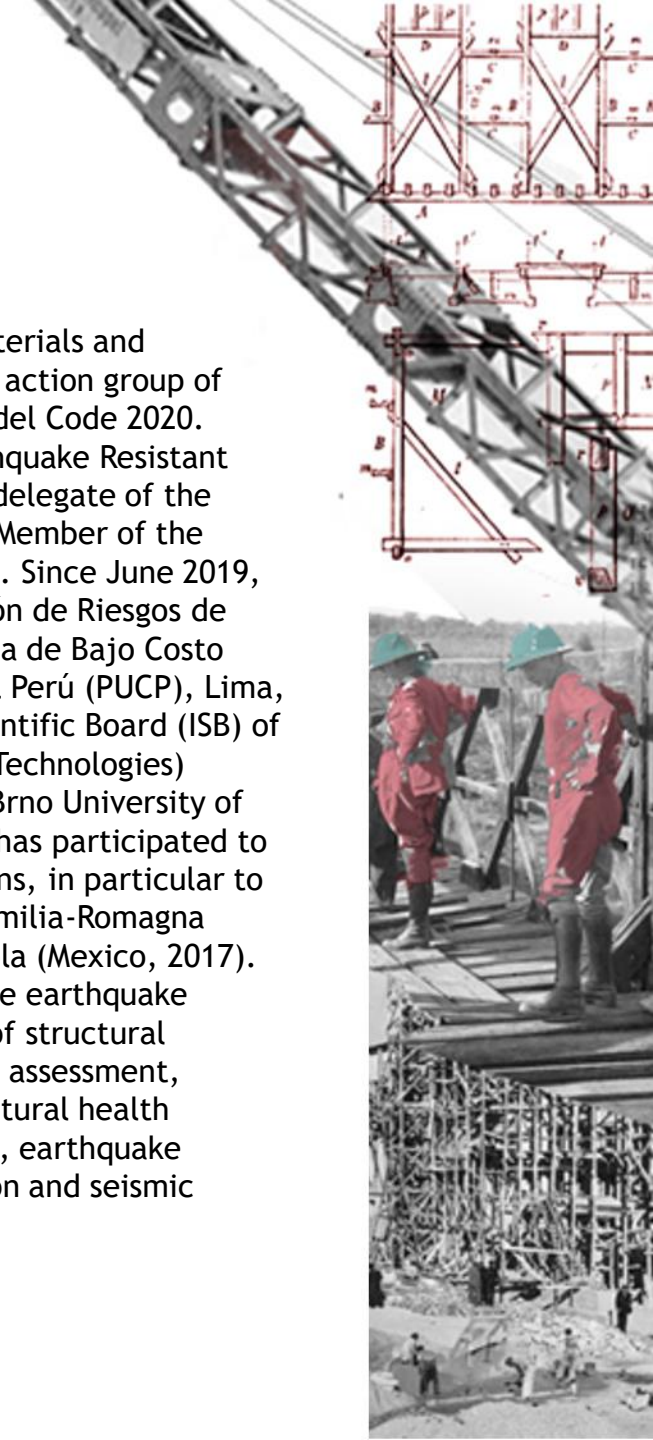 terials and
action group of
del Code 2020.
hquake Resistant
delegate of the
Member of the
. Since June 2019,
ón de Riesgos de
a de Bajo Costo
Perú (PUCP), Lima,
ntific Board (ISB) of
Technologies)
Brno University of
has participated to
ns, in particular to
milia-Romagna
la (Mexico, 2017).
e earthquake
of structural
assessment,
tural health
, earthquake
on and seismic